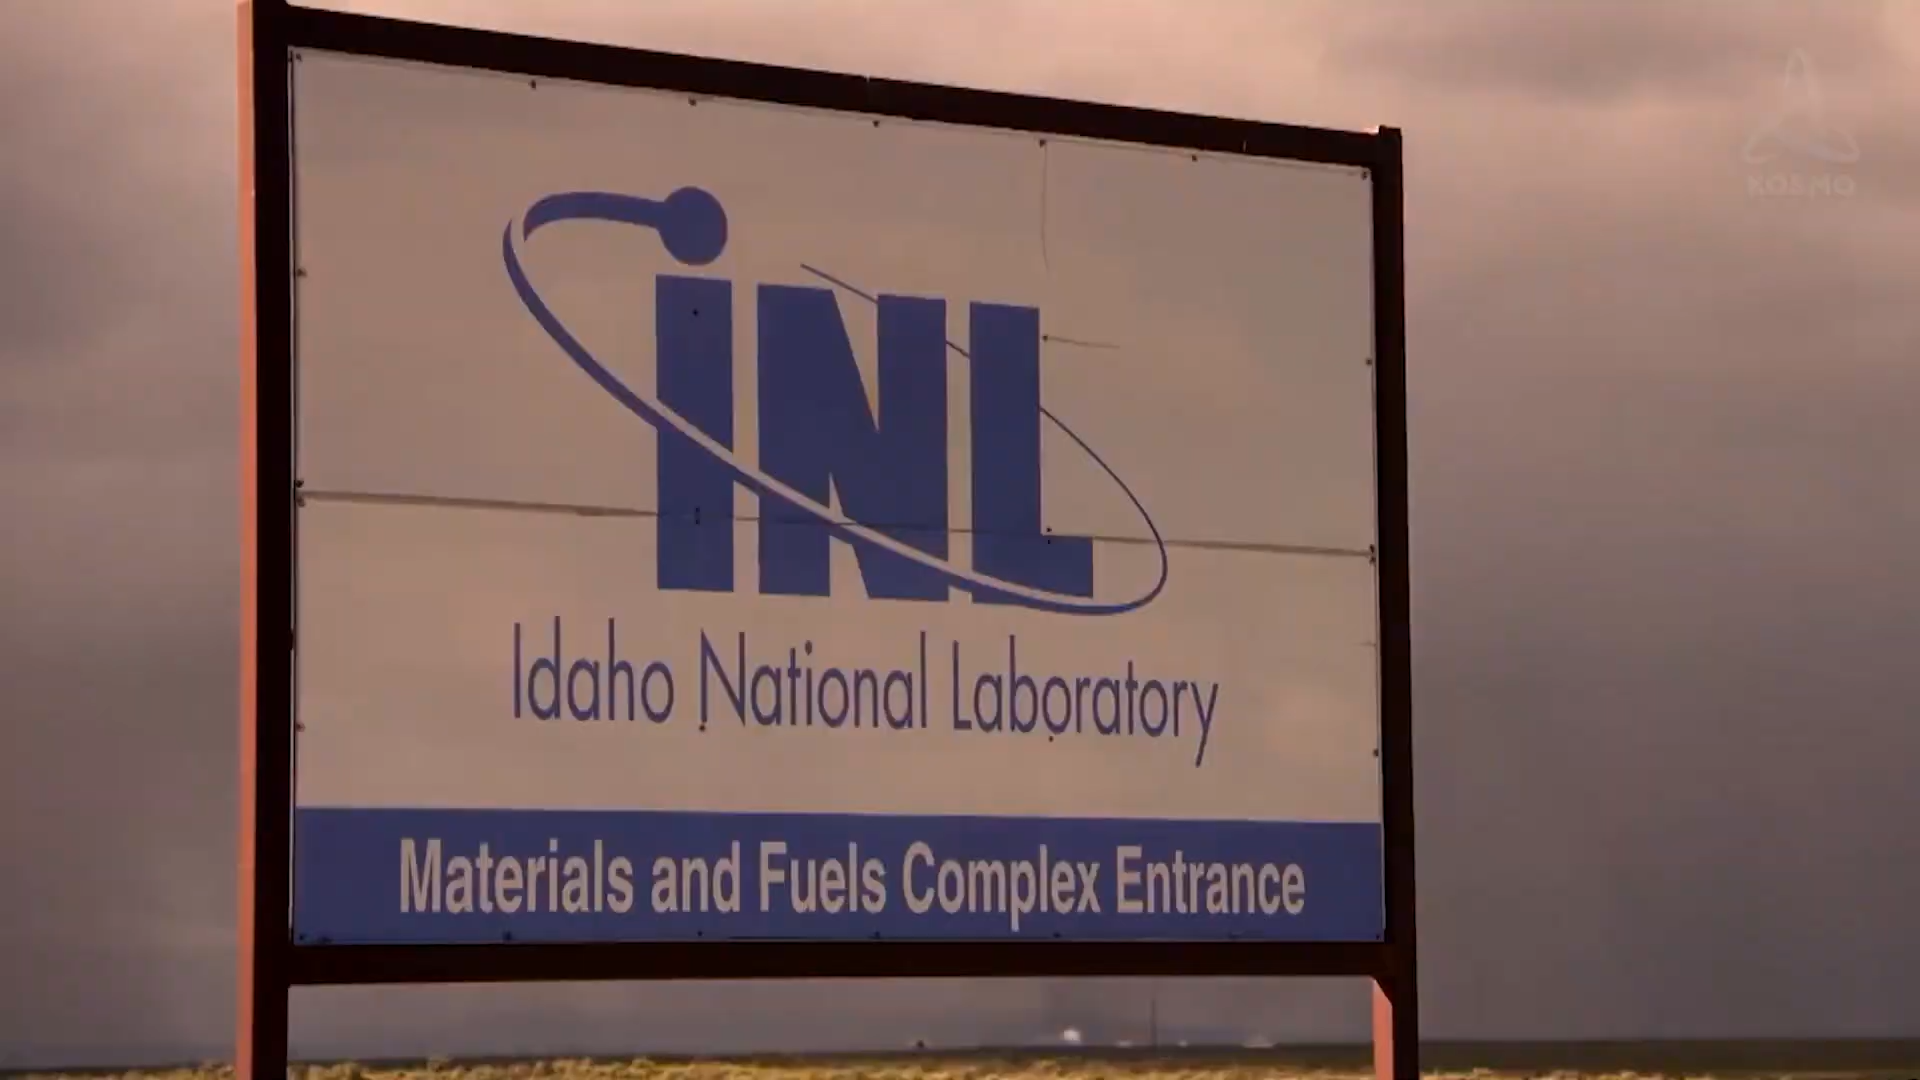 KOSMO
iNL
Idaho National Laboratory
Materials and Fuels Complex Entrance